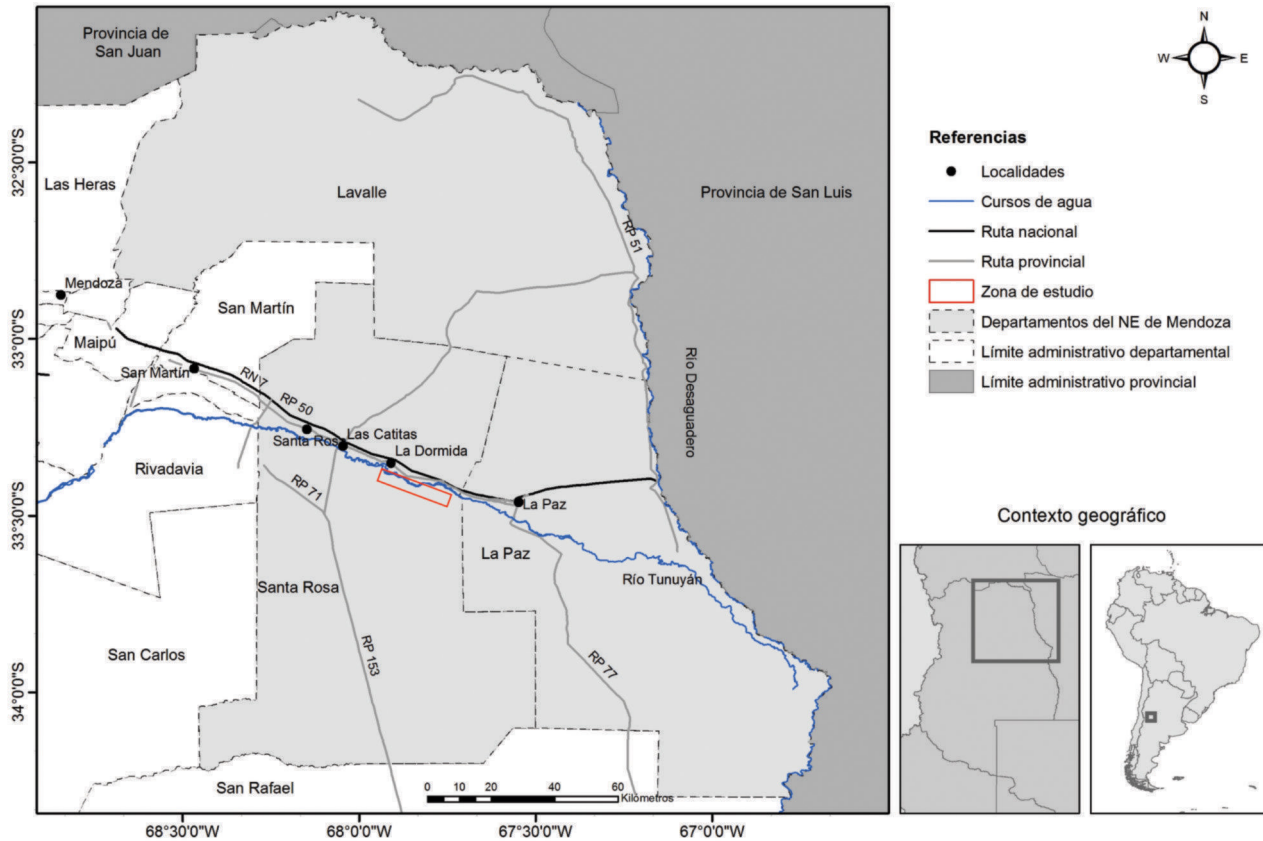 Provincia de
San Juan
Las Heras
Lavalle
Provincia de San Luis
RP 51
Mendoza
San Martín
Maipú
San Martín
RN 7
RP 50
Santa Rosa
Las Catitas
La Dormida
Río Desaguadero
Rivadavia
RP 71
La Paz
La Paz
Río Tunuyán
Santa Rosa
San Carlos
RP 153
RP 77
San Rafael
0 10 20 40 60
Kilómetros
32°30'0"S
33°0'0"S
33°30'0"S
34°0'0"S
68°30'0"W
68°0'0"W
67°30'0"W
67°0'0"W
N
W E
S
Referencias
Localidades
Cursos de agua
Ruta nacional
Ruta provincial
Zona de estudio
Departamentos del NE de Mendoza
Límite administrativo departamental
Límite administrativo provincial
Contexto geográfico